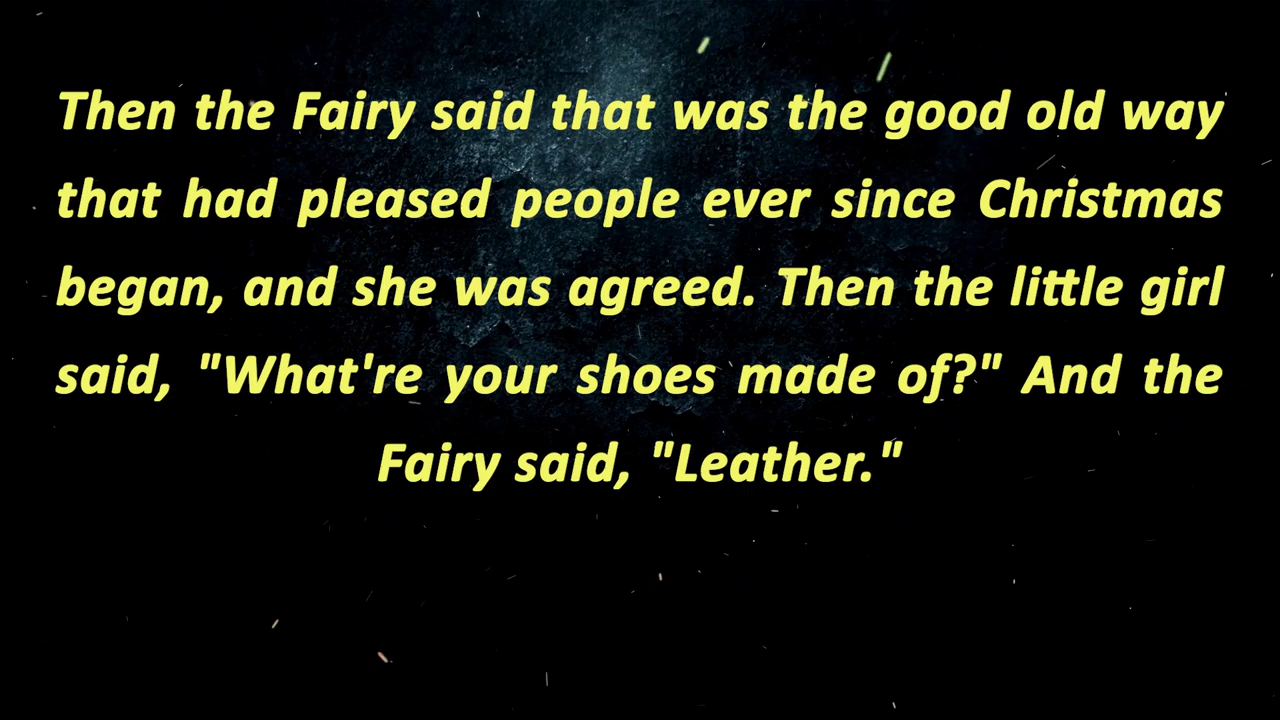 Then the Fairy said that was the good old way
that had pleased people ever since Christmas
began, and she was agreed. Then the little girl
said, "What're your shoes made of?" And the
Fairy said, "Leather."